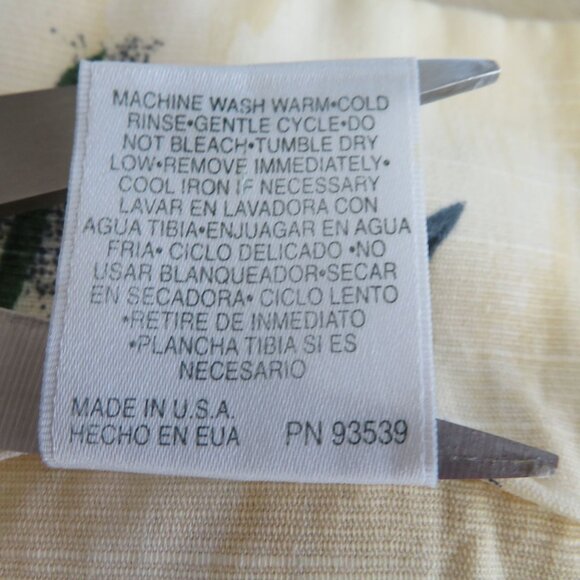 MACHINE WASH WARM•COLD
RINSE•GENTLE CYCLE•DO
NOT BLEACH•TUMBLE DRY
LOW•REMOVE IMMEDIATELY•
COOL IRON IF NECESSARY
LAVAR EN LAVADORA CON
AGUA TIBIA•ENJUAGAR EN AGUA
FRIA• CICLO DELICADO •NO
USAR BLANQUEADOR•SECAR
EN SECADORA• CICLO LENTO
•RETIRE DE INMEDIATO
•PLANCHA TIBIA SI ES
NECESARIO
MADE IN U.S.A.
HECHO EN EUA PN 93539